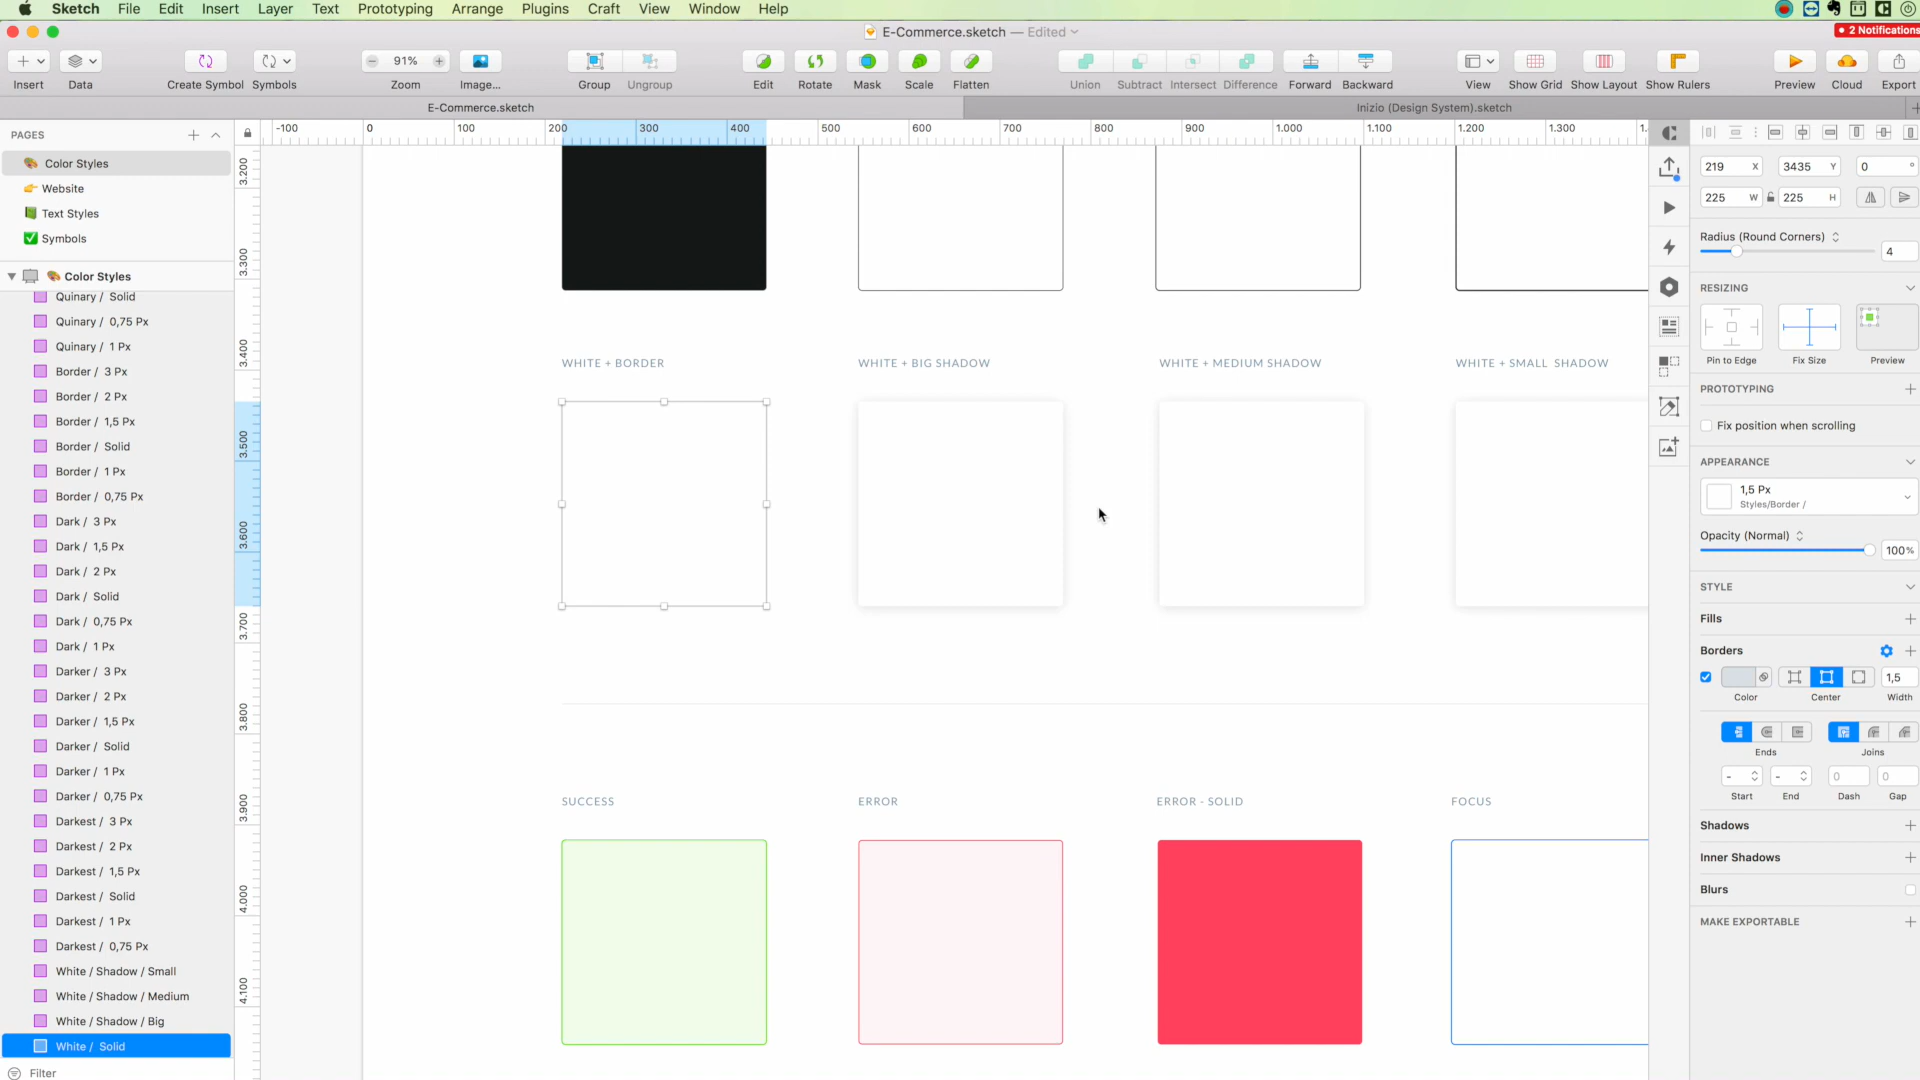 Sketch File Edit Insert Layer Text Prototyping Arrange Plugins Craft View Window Help
E-Commerce.sketch — Edited
2 Notifications
91%
Insert Data Create Symbol Symbols Zoom Image... Group Ungroup Edit Rotate Mask Scale Flatten Union Subtract Intersect Difference Forward Backward View Show Grid Show Layout Show Rulers Preview Cloud Export
E-Commerce.sketch
Inizio (Design System).sketch
PAGES
Color Styles
Website
Text Styles
Symbols
Color Styles
Quinary / Solid
Quinary / 0,75 Px
Quinary / 1 Px
Border / 3 Px
Border / 2 Px
Border / 1,5 Px
Border / Solid
Border / 1 Px
Border / 0,75 Px
Dark / 3 Px
Dark / 1,5 Px
Dark / 2 Px
Dark / Solid
Dark / 0,75 Px
Dark / 1 Px
Darker / 3 Px
Darker / 2 Px
Darker / 1,5 Px
Darker / Solid
Darker / 1 Px
Darker / 0,75 Px
Darkest / 3 Px
Darkest / 2 Px
Darkest / 1,5 Px
Darkest / Solid
Darkest / 1 Px
Darkest / 0,75 Px
White / Shadow / Small
White / Shadow / Medium
White / Shadow / Big
White / Solid
Filter
-100 0 100 200 300 400 500 600 700 800 900 1.000 1.100 1.200 1.300 1.
3.200
3.300
3.400
3.500
3.600
3.700
3.800
3.900
4.000
4.100
WHITE + BORDER
WHITE + BIG SHADOW
WHITE + MEDIUM SHADOW
WHITE + SMALL SHADOW
SUCCESS
ERROR
ERROR - SOLID
FOCUS
219 X 3435 Y 0 °
225 W 225 H
Radius (Round Corners)
4
RESIZING
Pin to Edge Fix Size Preview
PROTOTYPING
Fix position when scrolling
APPEARANCE
1,5 Px
Styles/Border /
Opacity (Normal)
100%
STYLE
Fills
Borders
1,5
Color Center Width
Ends Joins
- - 0 0
Start End Dash Gap
Shadows
Inner Shadows
Blurs
MAKE EXPORTABLE